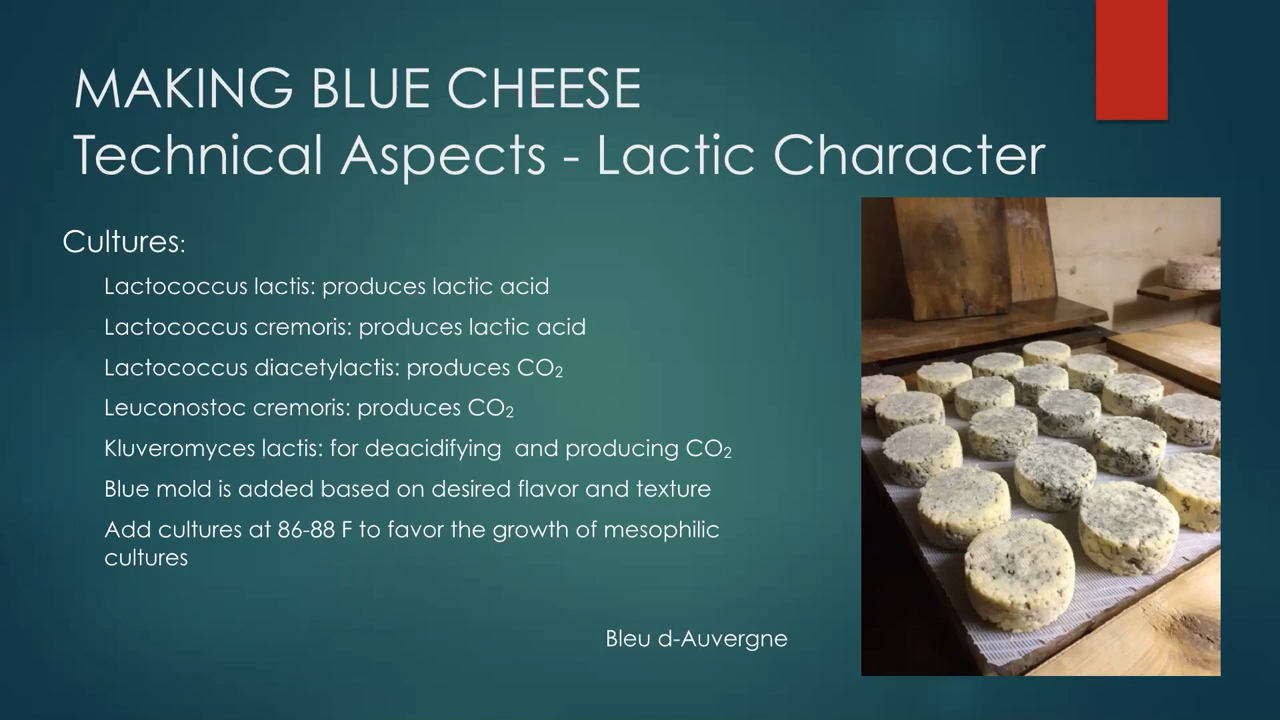 MAKING BLUE CHEESE
Technical Aspects - Lactic Character
Cultures:
Lactococcus lactis: produces lactic acid
Lactococcus cremoris: produces lactic acid
Lactococcus diacetylactis: produces CO₂
Leuconostoc cremoris: produces CO₂
Kluveromyces lactis: for deacidifying  and producing CO₂
Blue mold is added based on desired flavor and texture
Add cultures at 86-88 F to favor the growth of mesophilic
cultures
Bleu d-Auvergne